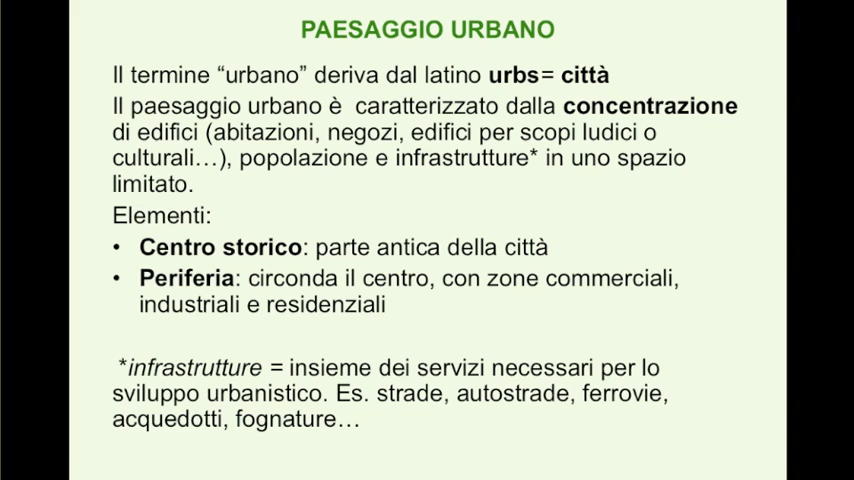 PAESAGGIO URBANO
Il termine “urbano” deriva dal latino urbs= città
Il paesaggio urbano è caratterizzato dalla concentrazione
di edifici (abitazioni, negozi, edifici per scopi ludici o
culturali…), popolazione e infrastrutture* in uno spazio
limitato.
Elementi:
• Centro storico: parte antica della città
• Periferia: circonda il centro, con zone commerciali,
industriali e residenziali
*infrastrutture = insieme dei servizi necessari per lo
sviluppo urbanistico. Es. strade, autostrade, ferrovie,
acquedotti, fognature…